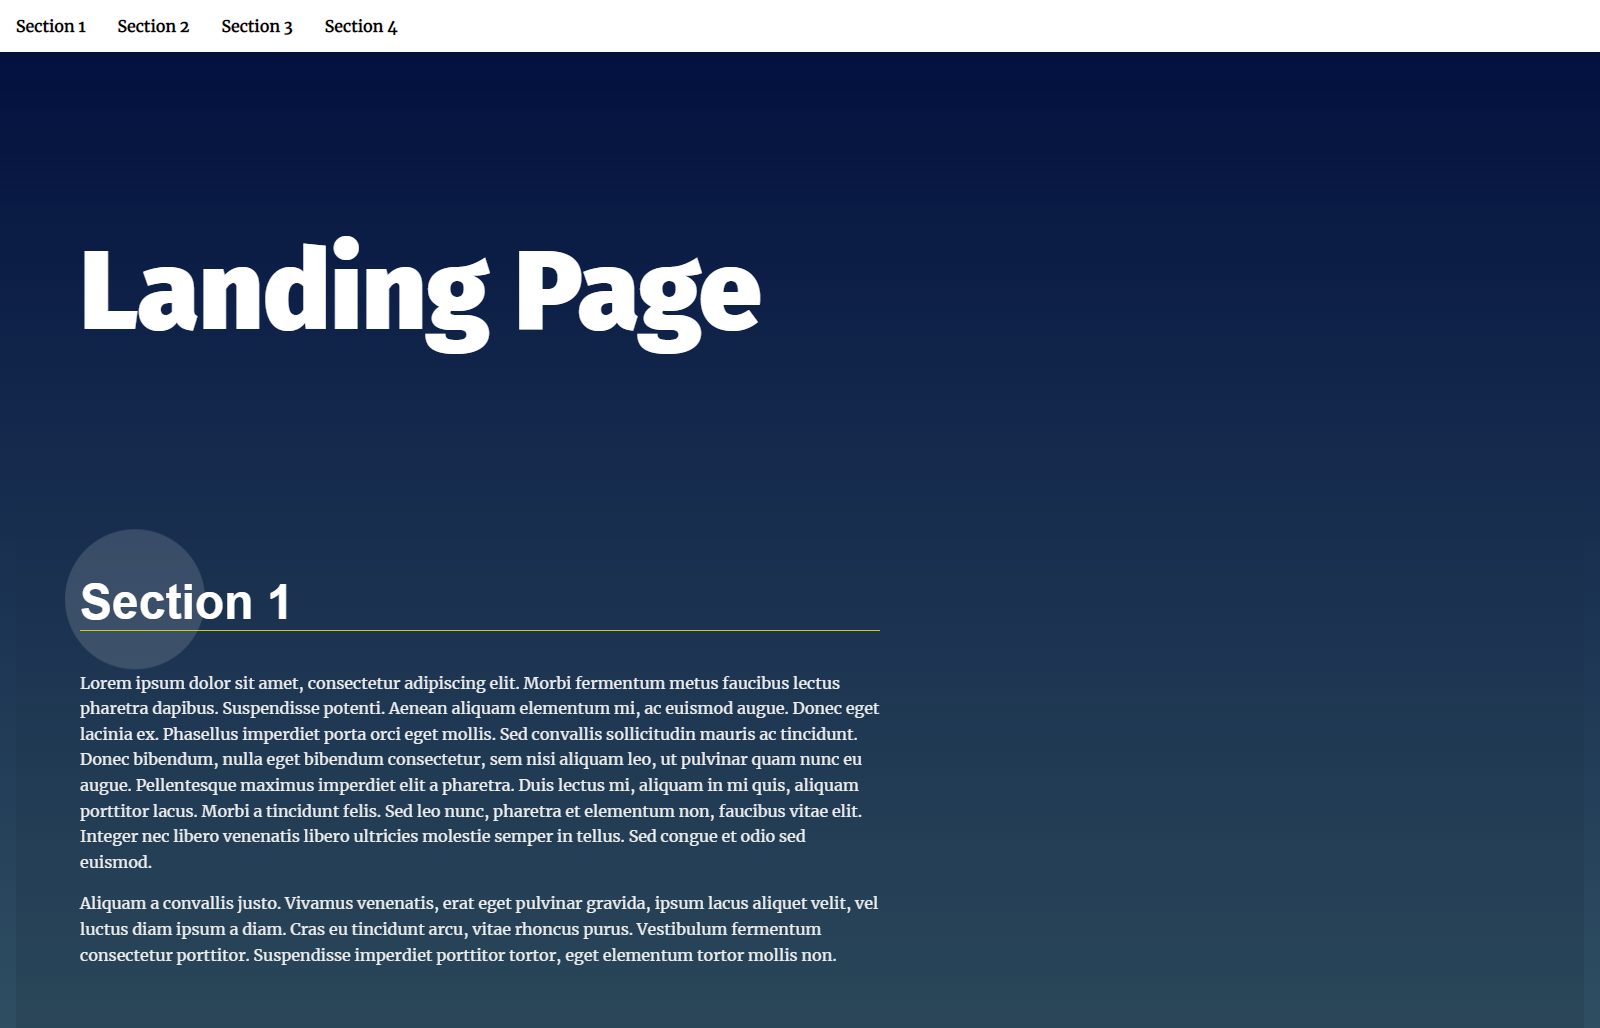 Section 1 Section 2 Section 3 Section 4
Landing Page
Section 1
Lorem ipsum dolor sit amet, consectetur adipiscing elit. Morbi fermentum metus faucibus lectus
pharetra dapibus. Suspendisse potenti. Aenean aliquam elementum mi, ac euismod augue. Donec eget
lacinia ex. Phasellus imperdiet porta orci eget mollis. Sed convallis sollicitudin mauris ac tincidunt.
Donec bibendum, nulla eget bibendum consectetur, sem nisi aliquam leo, ut pulvinar quam nunc eu
augue. Pellentesque maximus imperdiet elit a pharetra. Duis lectus mi, aliquam in mi quis, aliquam
porttitor lacus. Morbi a tincidunt felis. Sed leo nunc, pharetra et elementum non, faucibus vitae elit.
Integer nec libero venenatis libero ultricies molestie semper in tellus. Sed congue et odio sed
euismod.
Aliquam a convallis justo. Vivamus venenatis, erat eget pulvinar gravida, ipsum lacus aliquet velit, vel
luctus diam ipsum a diam. Cras eu tincidunt arcu, vitae rhoncus purus. Vestibulum fermentum
consectetur porttitor. Suspendisse imperdiet porttitor tortor, eget elementum tortor mollis non.